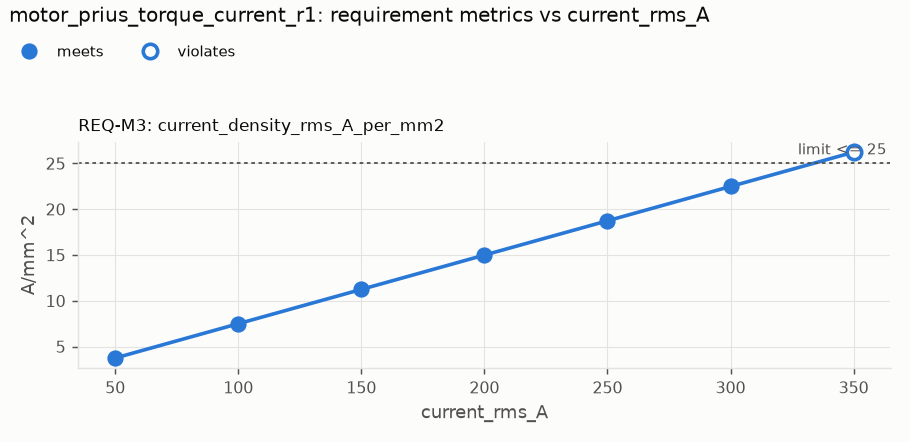 motor_prius_torque_current_r1: requirement metrics vs current_rms_A
meets violates
REQ-M3: current_density_rms_A_per_mm2
limit <= 25
25
20
15
10
5
A/mm^2
50 100 150 200 250 300 350
current_rms_A